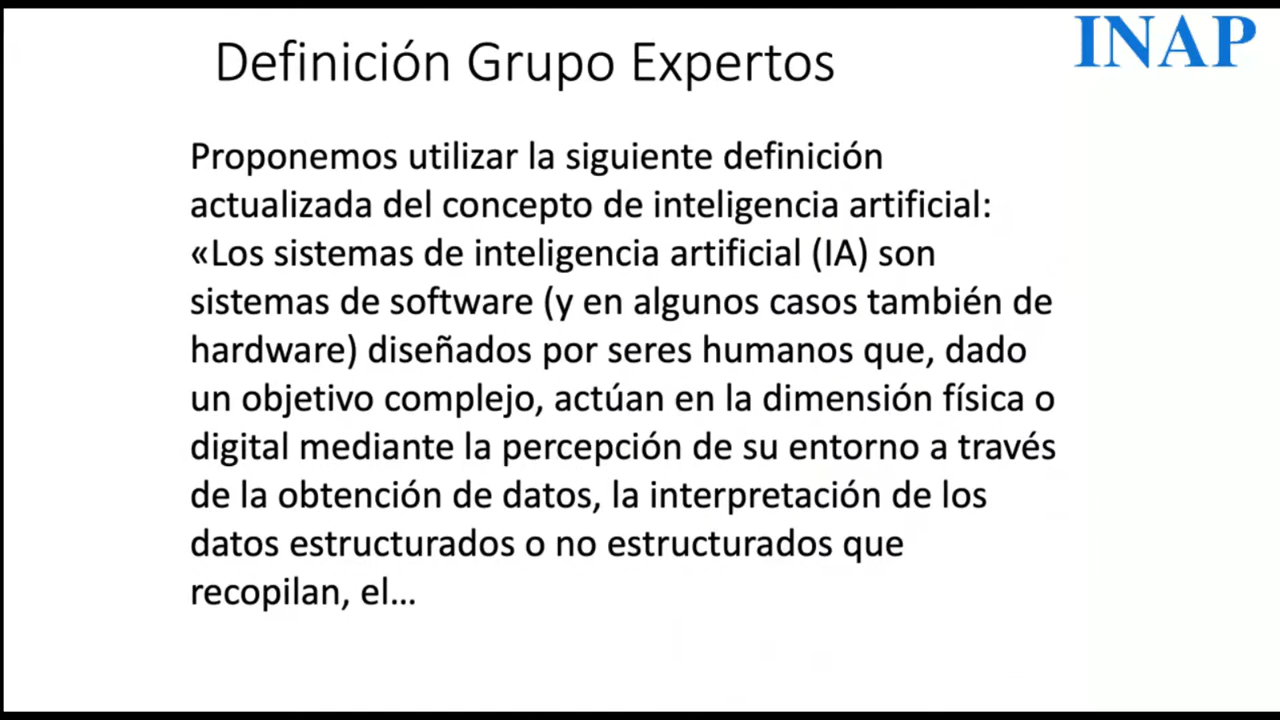 INAP
Definición Grupo Expertos
Proponemos utilizar la siguiente definición
actualizada del concepto de inteligencia artificial:
«Los sistemas de inteligencia artificial (IA) son
sistemas de software (y en algunos casos también de
hardware) diseñados por seres humanos que, dado
un objetivo complejo, actúan en la dimensión física o
digital mediante la percepción de su entorno a través
de la obtención de datos, la interpretación de los
datos estructurados o no estructurados que
recopilan, el...